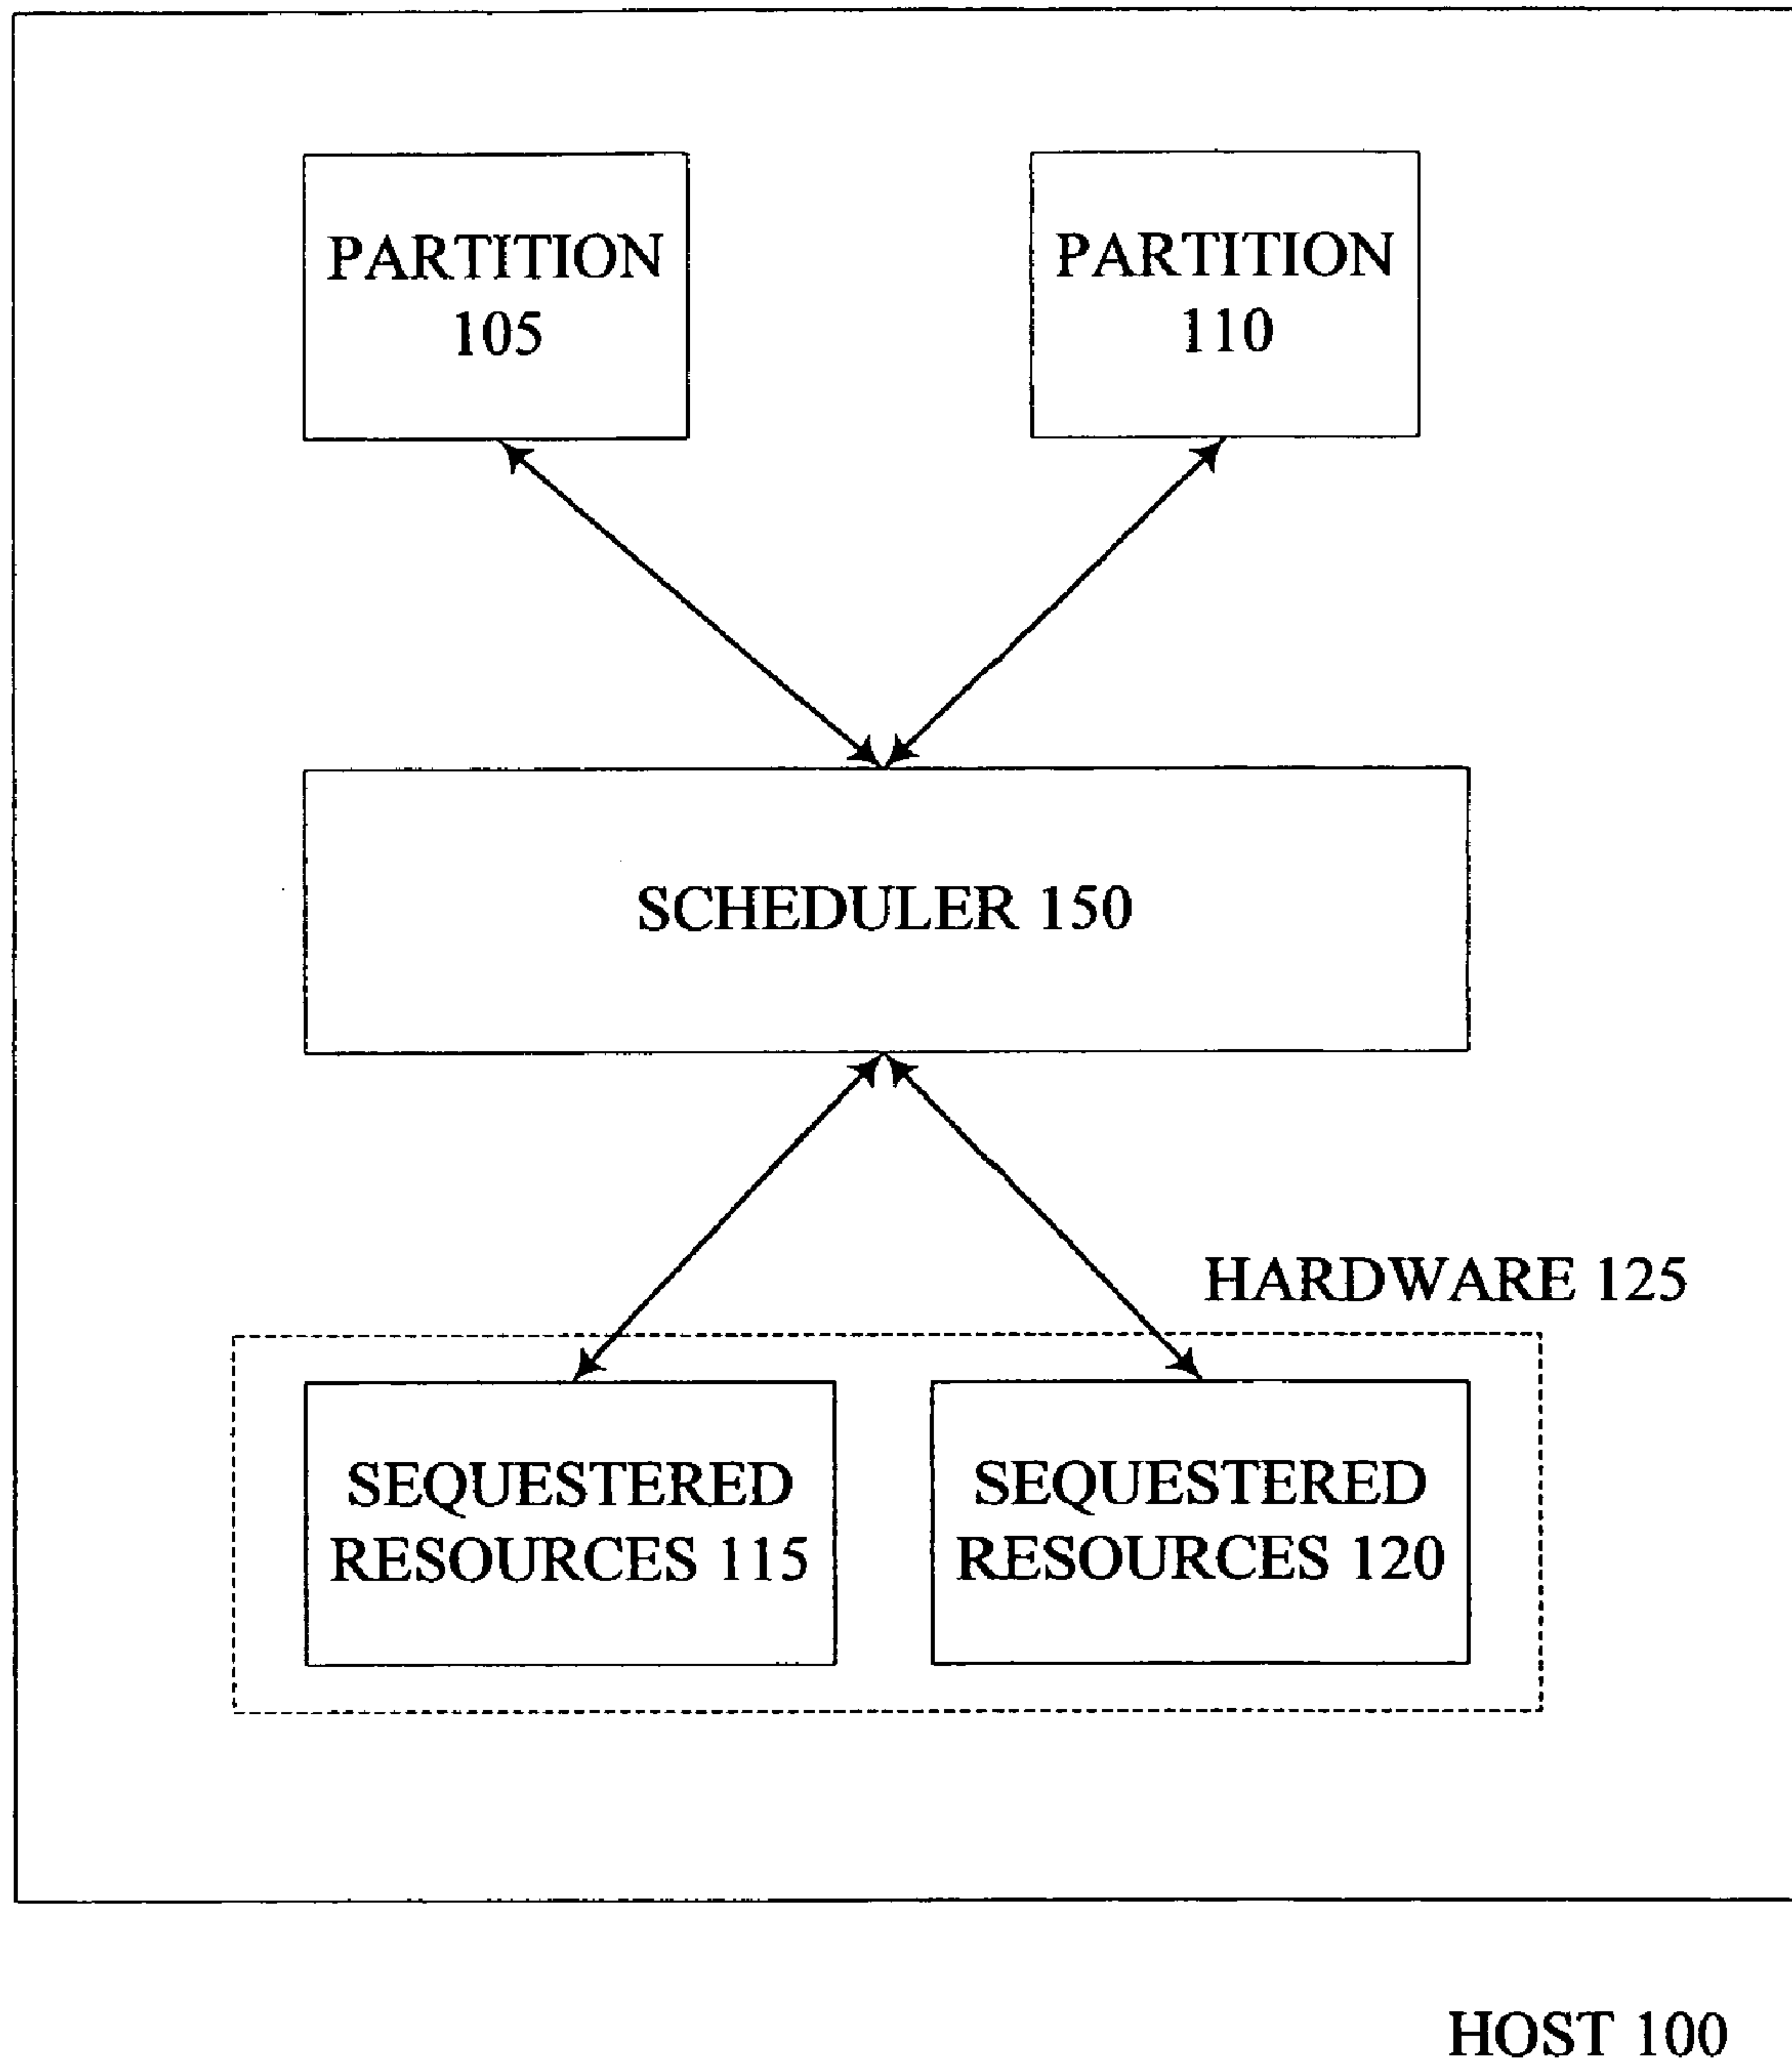 PARTITION
105
PARTITION
110
SCHEDULER 150
HARDWARE 125
SEQUESTERED
RESOURCES 115
SEQUESTERED
RESOURCES 120
HOST 100